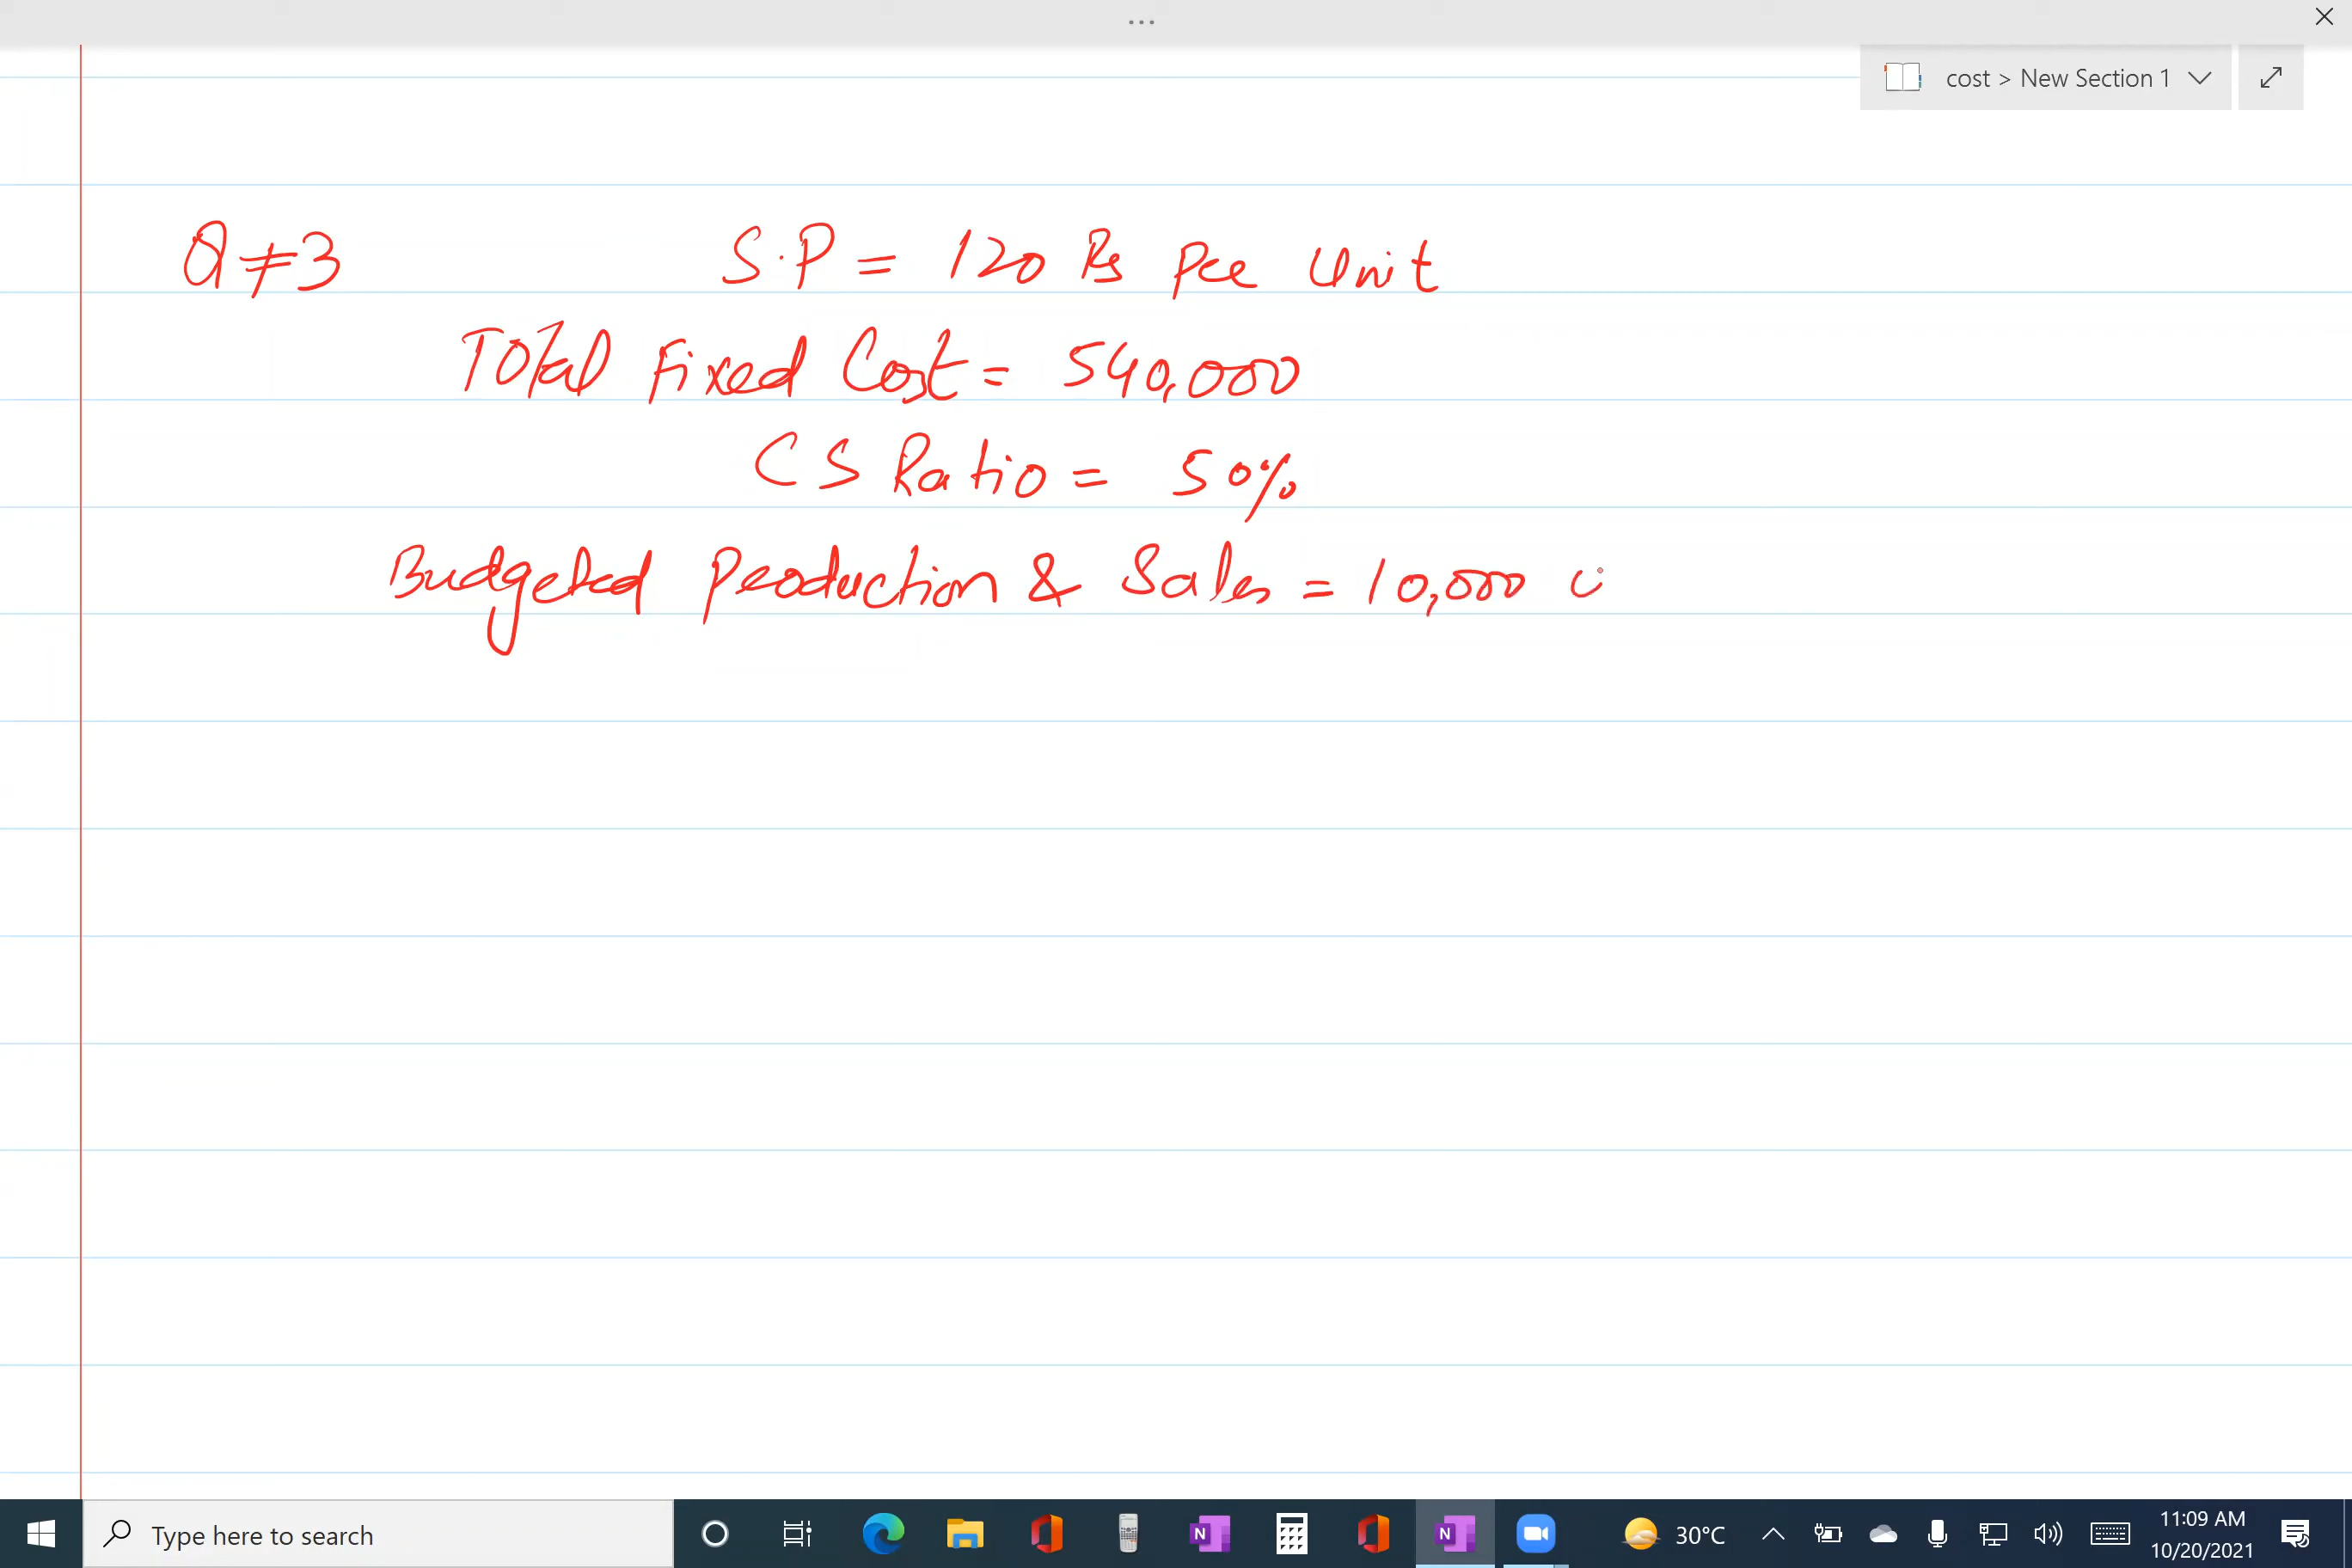 cost > New Section 1
Q#3
S.P = 120 Rs Per Unit
Total Fixed Cost = 540,000
CS Ratio = 50%
Budgeted Production & Sales = 10,000 u
Type here to search
30°C
11:09 AM
10/20/2021